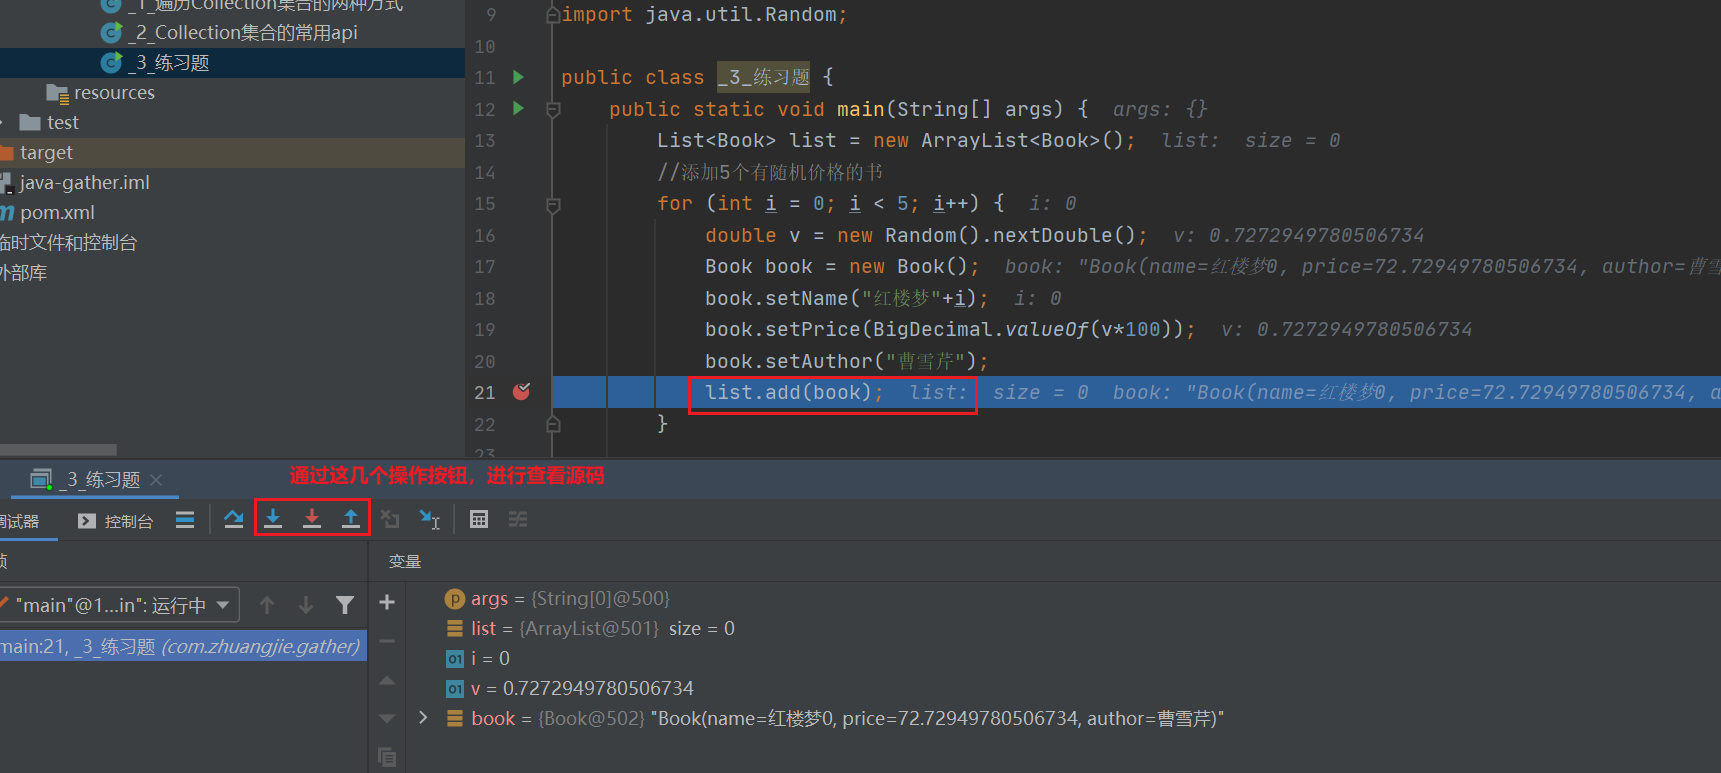 _1_遍历Collection集合的两种方式
_2_Collection集合的常用api
_3_练习题
resources
test
target
java-gather.iml
pom.xml
临时文件和控制台
外部库
9 import java.util.Random;
10
11 public class _3_练习题 {
12 public static void main(String[] args) { args: {}
13 List<Book> list = new ArrayList<Book>(); list: size = 0
14 //添加5个有随机价格的书
15 for (int i = 0; i < 5; i++) { i: 0
16 double v = new Random().nextDouble(); v: 0.7272949780506734
17 Book book = new Book(); book: "Book(name=红楼梦0, price=72.72949780506734, author=曹雪
18 book.setName("红楼梦"+i); i: 0
19 book.setPrice(BigDecimal.valueOf(v*100)); v: 0.7272949780506734
20 book.setAuthor("曹雪芹");
21 list.add(book); list: size = 0 book: "Book(name=红楼梦0, price=72.72949780506734, a
22 }
23
_3_练习题
通过这几个操作按钮，进行查看源码
调试器 控制台
帧
变量
"main"@1...in": 运行中
main:21, _3_练习题 (com.zhuangjie.gather)
args = {String[0]@500}
list = {ArrayList@501} size = 0
i = 0
v = 0.7272949780506734
book = {Book@502} "Book(name=红楼梦0, price=72.72949780506734, author=曹雪芹)"